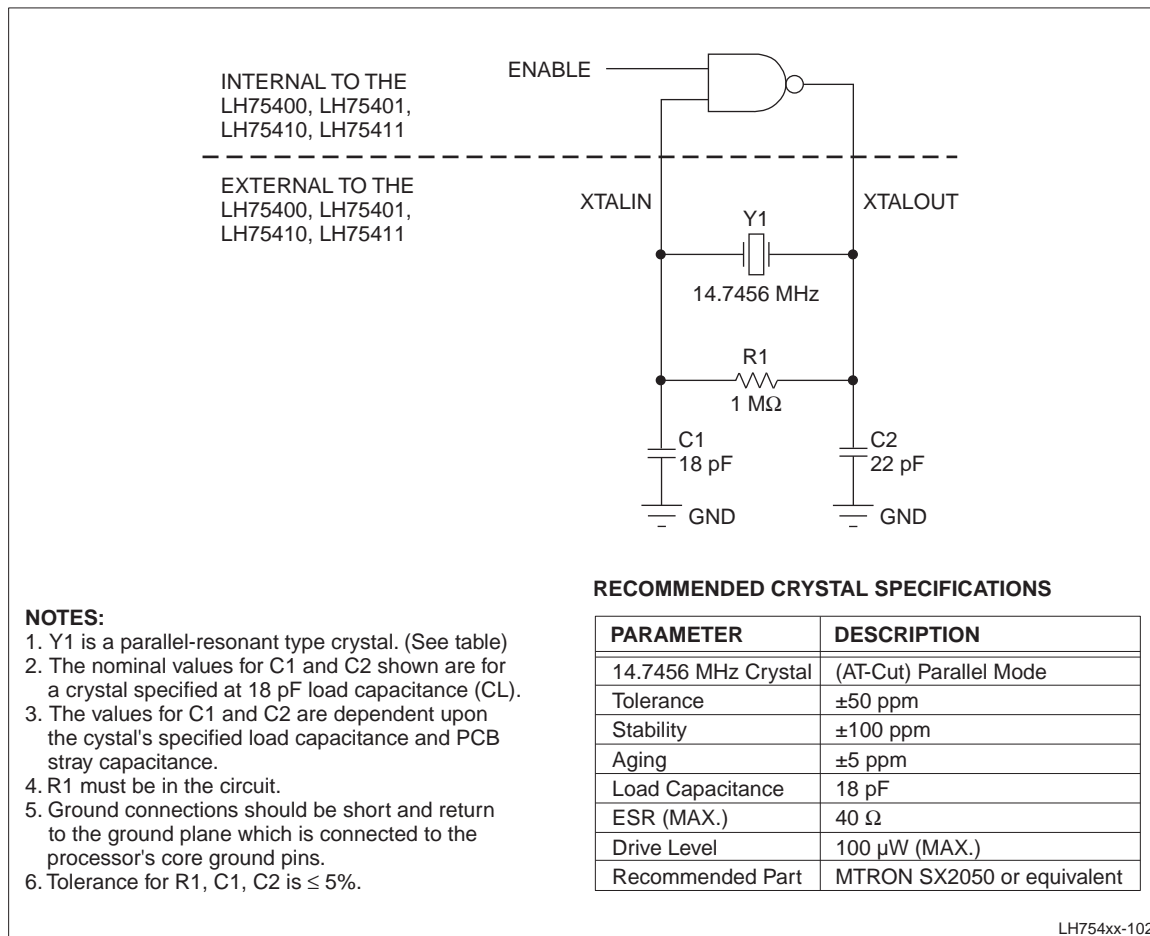 INTERNAL TO THE
LH75400, LH75401,
LH75410, LH75411
ENABLE
EXTERNAL TO THE
LH75400, LH75401,
LH75410, LH75411
XTALIN
XTALOUT
Y1
14.7456 MHz
R1
1 MΩ
C1
18 pF
C2
22 pF
GND
GND
NOTES:
1. Y1 is a parallel-resonant type crystal. (See table)
2. The nominal values for C1 and C2 shown are for
a crystal specified at 18 pF load capacitance (CL).
3. The values for C1 and C2 are dependent upon
the cystal's specified load capacitance and PCB
stray capacitance.
4. R1 must be in the circuit.
5. Ground connections should be short and return
to the ground plane which is connected to the
processor's core ground pins.
6. Tolerance for R1, C1, C2 is ≤ 5%.
RECOMMENDED CRYSTAL SPECIFICATIONS
PARAMETER DESCRIPTION
14.7456 MHz Crystal (AT-Cut) Parallel Mode
Tolerance ±50 ppm
Stability ±100 ppm
Aging ±5 ppm
Load Capacitance 18 pF
ESR (MAX.) 40 Ω
Drive Level 100 µW (MAX.)
Recommended Part MTRON SX2050 or equivalent
LH754xx-102